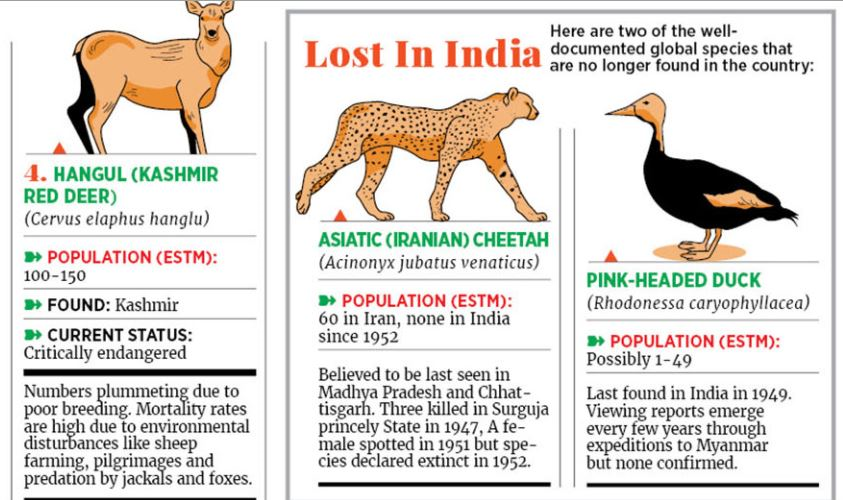 4. HANGUL (KASHMIR
RED DEER)
(Cervus elaphus hanglu)
POPULATION (ESTM):
100-150
FOUND: Kashmir
CURRENT STATUS:
Critically endangered
Numbers plummeting due to
poor breeding. Mortality rates
are high due to environmental
disturbances like sheep
farming, pilgrimages and
predation by jackals and foxes.
Lost In India
Here are two of the well-
documented global species that
are no longer found in the country:
ASIATIC (IRANIAN) CHEETAH
(Acinonyx jubatus venaticus)
POPULATION (ESTM):
60 in Iran, none in India
since 1952
Believed to be last seen in
Madhya Pradesh and Chhat-
tisgarh. Three killed in Surguja
princely State in 1947, A fe-
male spotted in 1951 but spe-
cies declared extinct in 1952.
PINK-HEADED DUCK
(Rhodonessa caryophyllacea)
POPULATION (ESTM):
Possibly 1-49
Last found in India in 1949.
Viewing reports emerge
every few years through
expeditions to Myanmar
but none confirmed.